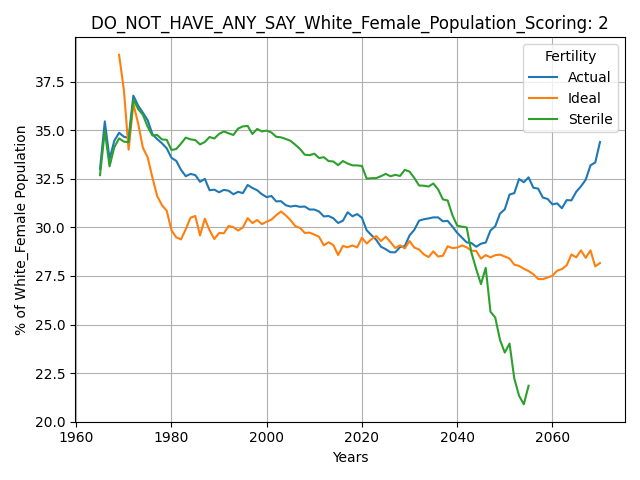 DO_NOT_HAVE_ANY_SAY_White_Female_Population_Scoring: 2
% of White_Female Population
37.5
35.0
32.5
30.0
27.5
25.0
22.5
20.0
Fertility
Actual
Ideal
Sterile
1960
1980
2000
2020
2040
2060
Years